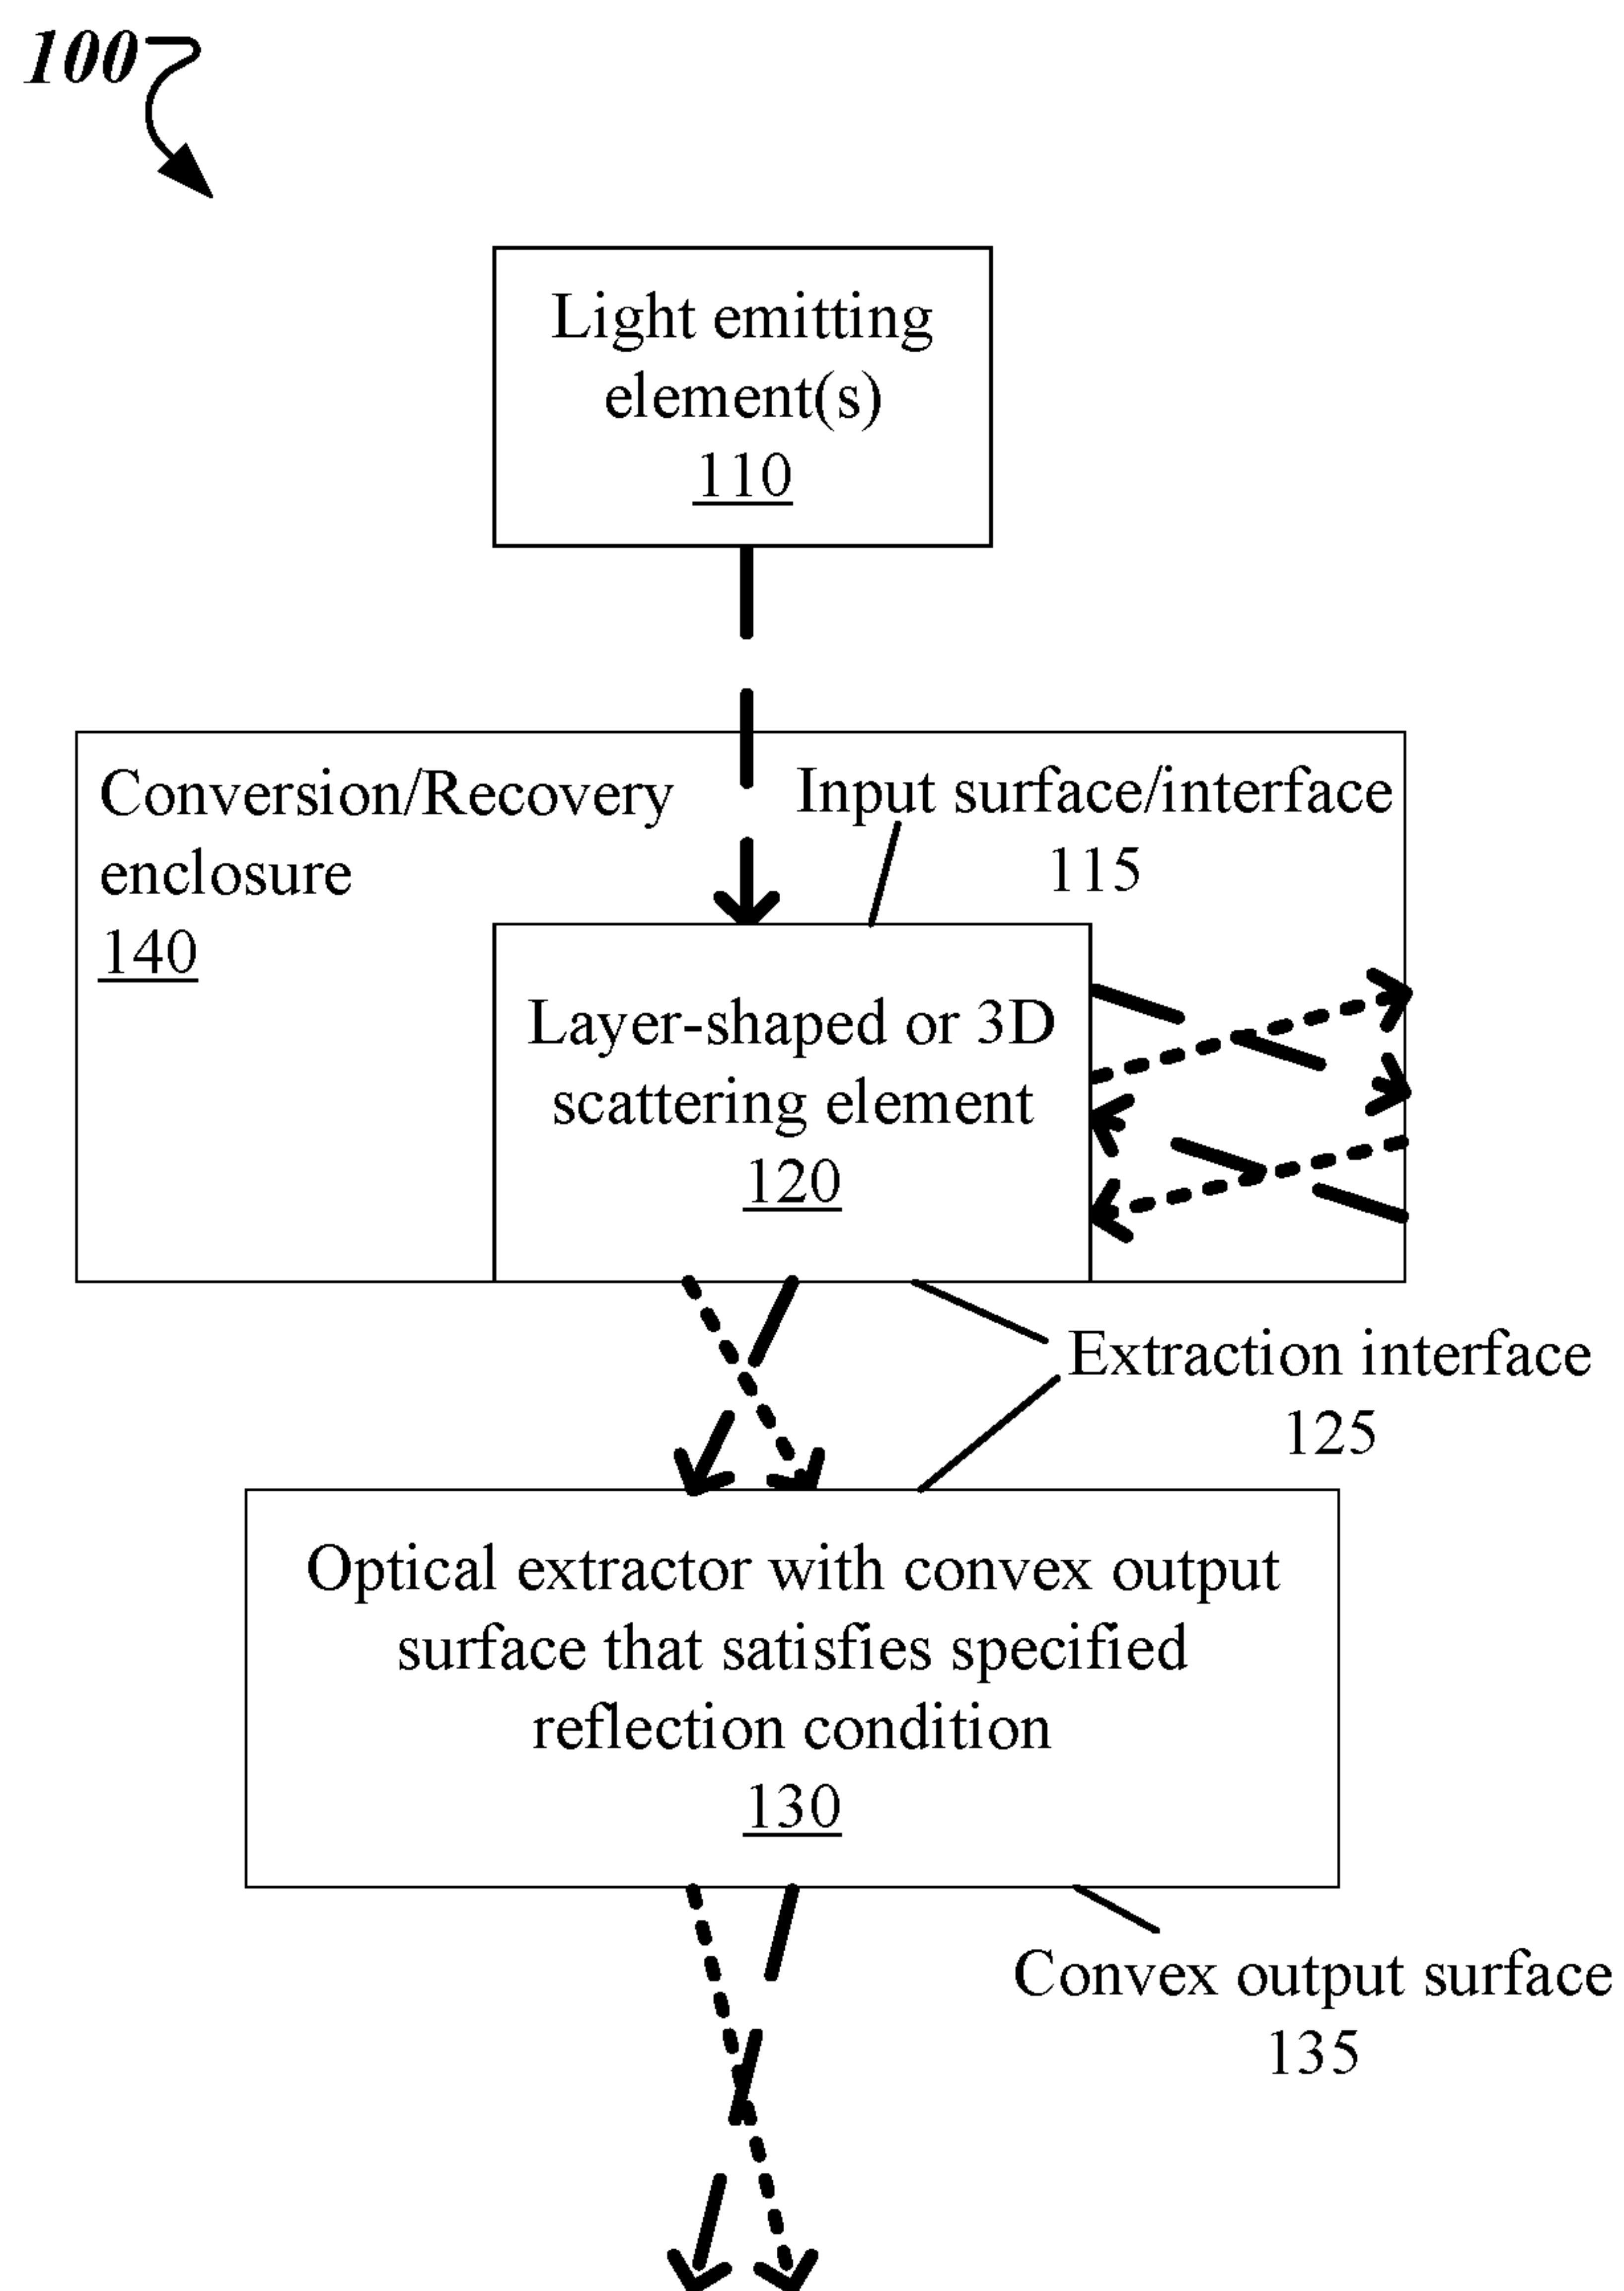 100
Light emitting
element(s)
110
Conversion/Recovery
enclosure
140
Input surface/interface
115
Layer-shaped or 3D
scattering element
120
Extraction interface
125
Optical extractor with convex output
surface that satisfies specified
reflection condition
130
Convex output surface
135